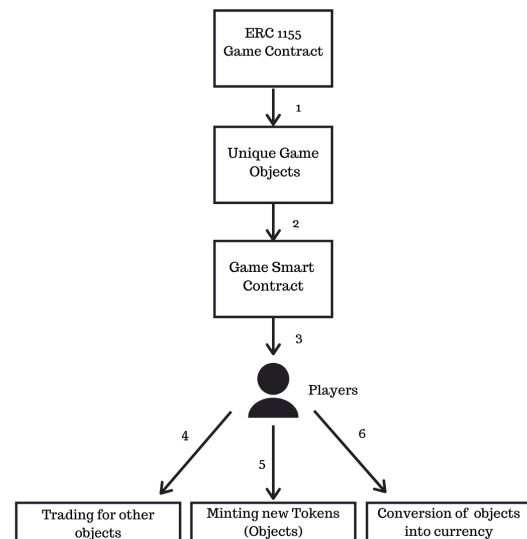 ERC 1155
Game Contract
1
Unique Game
Objects
2
Game Smart
Contract
3
Players
4
5
6
Trading for other
objects
Minting new Tokens
(Objects)
Conversion of objects
into currency